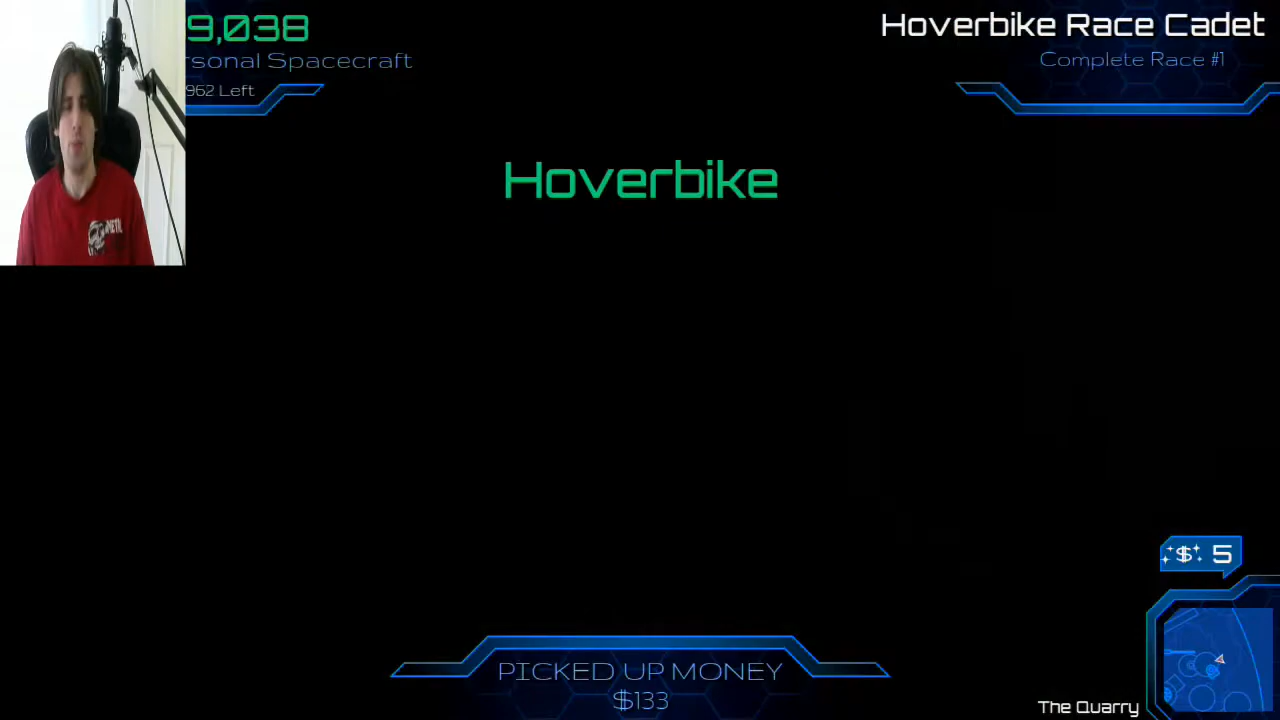 9,038
rsonal Spacecraft
962 Left
Hoverbike Race Cadet
Complete Race #1
Hoverbike
METAL
$ 5
PICKED UP MONEY
$133
The Quarry